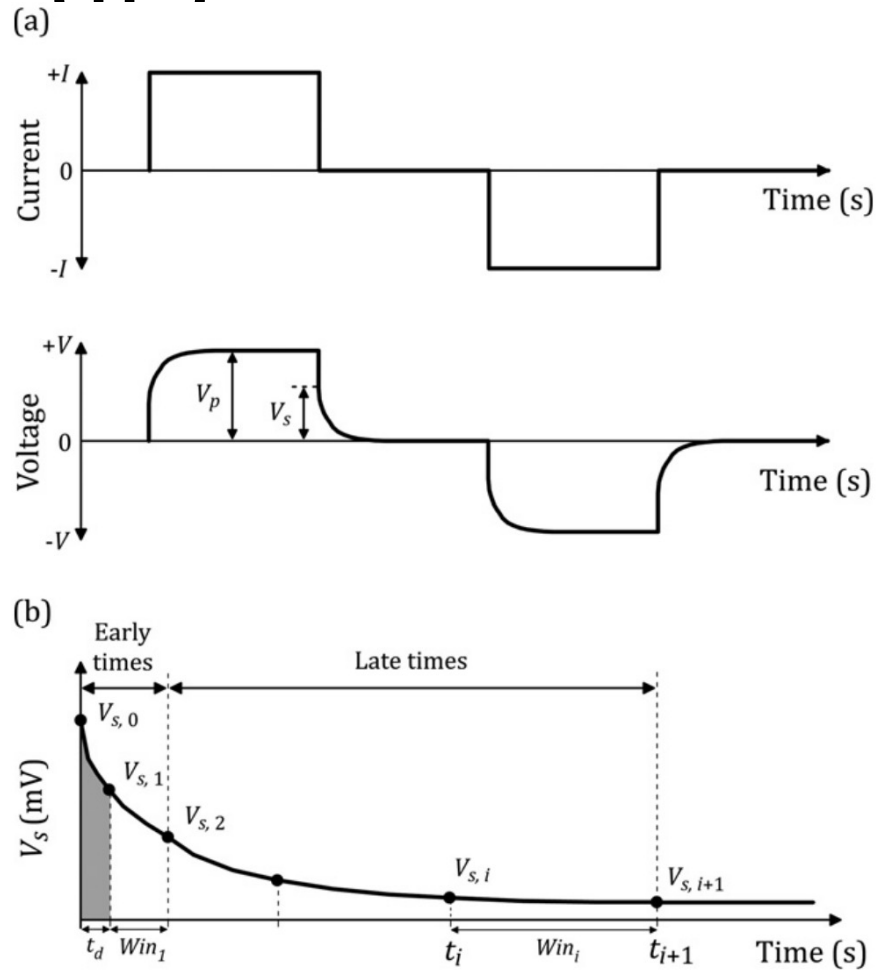 (a)
+I
Current
0
Time (s)
-I
+V
V_p
V_s
Voltage
0
Time (s)
-V
(b)
Early
times
Late times
V_s, 0
V_s, 1
V_s, 2
V_s, i
V_s, i+1
V_s (mV)
t_d Win_1 t_i Win_i t_i+1 Time (s)